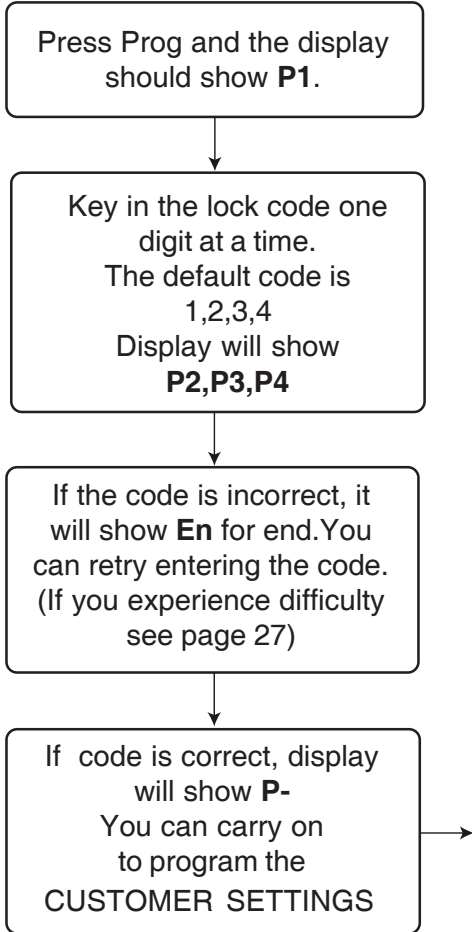 Press Prog and the display
should show P1.
Key in the lock code one
digit at a time.
The default code is
1,2,3,4
Display will show
P2,P3,P4
If the code is incorrect, it
will show En for end.You
can retry entering the code.
(If you experience difficulty
see page 27)
If code is correct, display
will show P-
You can carry on
to program the
CUSTOMER SETTINGS